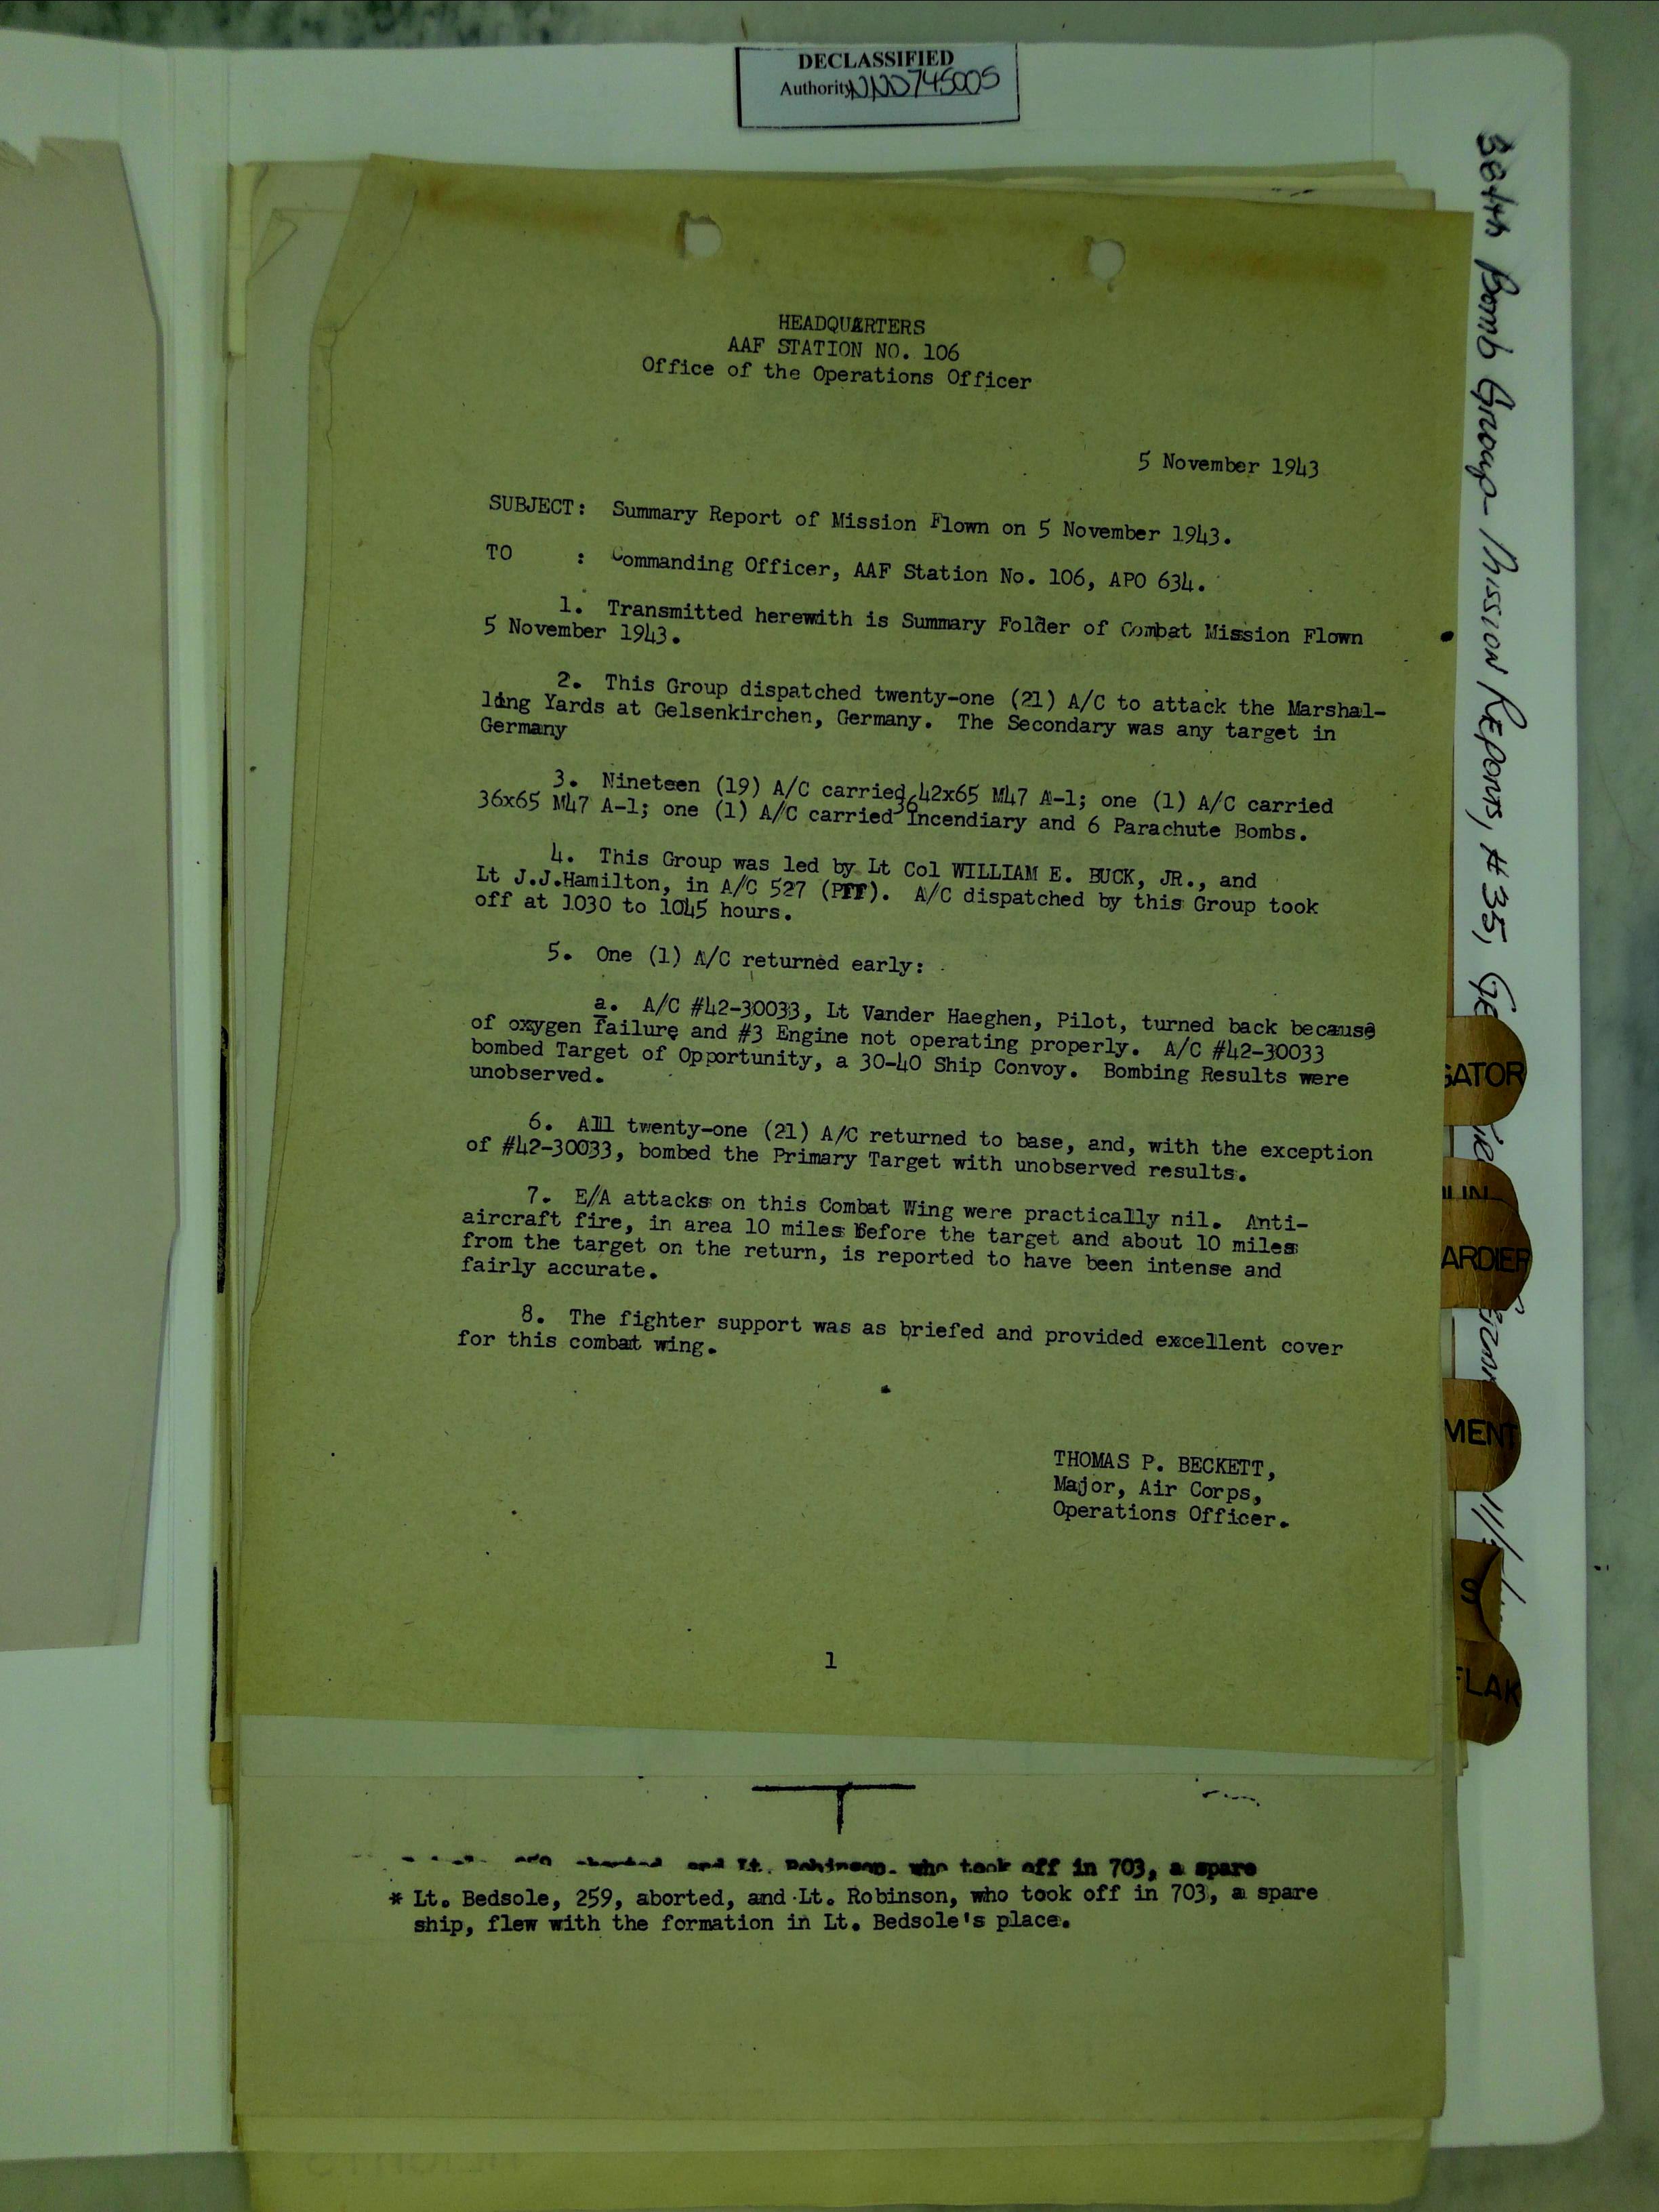 DECLASSIFIED
Authority NND745005
HEADQUARTERS
AAF STATION NO. 106
Office of the Operations Officer
5 November 1943
SUBJECT: Summary Report of Mission Flown on 5 November 1943.
TO : Commanding Officer, AAF Station No. 106, APO 634.
1. Transmitted herewith is Summary Folder of Combat Mission Flown
5 November 1943.
2. This Group dispatched twenty-one (21) A/C to attack the Marshal-
ling Yards at Gelsenkirchen, Germany. The Secondary was any target in
Germany
3. Nineteen (19) A/C carried 42x65 M47 A-1; one (1) A/C carried
36x65 M47 A-1; one (1) A/C carried 36 Incendiary and 6 Parachute Bombs.
4. This Group was led by Lt Col WILLIAM E. BUCK, JR., and
Lt J.J.Hamilton, in A/C 527 (PFF). A/C dispatched by this Group took
off at 1030 to 1045 hours.
5. One (1) A/C returned early:
a. A/C #42-30033, Lt Vander Haeghen, Pilot, turned back because
of oxygen failure and #3 Engine not operating properly. A/C #42-30033
bombed Target of Opportunity, a 30-40 Ship Convoy. Bombing Results were
unobserved.
6. All twenty-one (21) A/C returned to base, and, with the exception
of #42-30033, bombed the Primary Target with unobserved results.
7. E/A attacks on this Combat Wing were practically nil. Anti-
aircraft fire, in area 10 miles Before the target and about 10 miles
from the target on the return, is reported to have been intense and
fairly accurate.
8. The fighter support was as briefed and provided excellent cover
for this combat wing.
THOMAS P. BECKETT,
Major, Air Corps,
Operations Officer.
1
and Lt. Robinson, who took off in 703, a spare
* Lt. Bedsole, 259, aborted, and Lt. Robinson, who took off in 703, a spare
ship, flew with the formation in Lt. Bedsole's place.
384th Bomb Group - Mission Reports, #35, GE
GATOR
ARDIER
MENT
S
FLAK